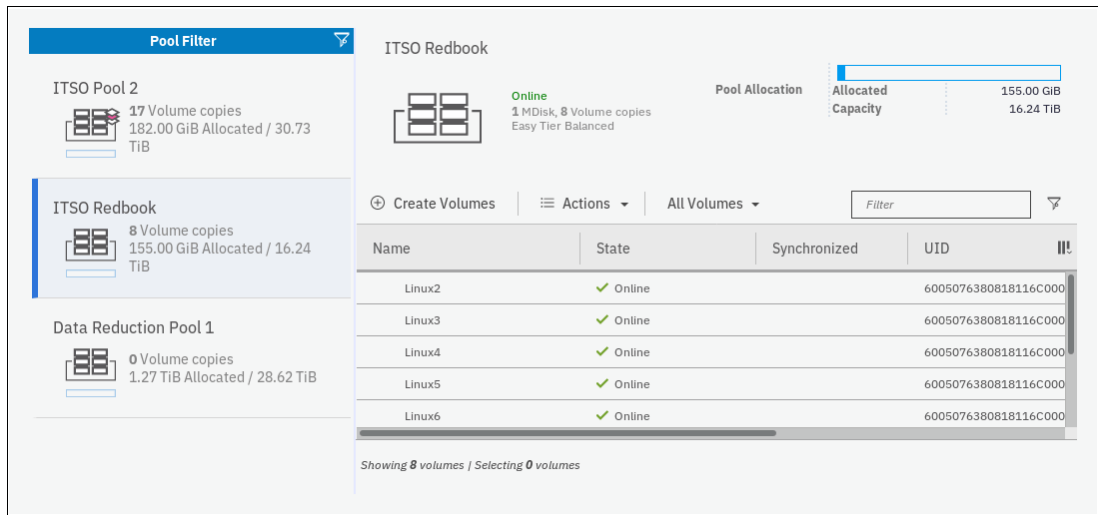 Pool Filter
ITSO Pool 2
17 Volume copies
182.00 GiB Allocated / 30.73
TiB
ITSO Redbook
8 Volume copies
155.00 GiB Allocated / 16.24
TiB
Data Reduction Pool 1
0 Volume copies
1.27 TiB Allocated / 28.62 TiB
ITSO Redbook
Online
1 MDisk, 8 Volume copies
Easy Tier Balanced
Pool Allocation
Allocated 155.00 GiB
Capacity 16.24 TiB
Create Volumes Actions All Volumes Filter
Name State Synchronized UID
Linux2 Online 6005076380818116C000
Linux3 Online 6005076380818116C000
Linux4 Online 6005076380818116C000
Linux5 Online 6005076380818116C000
Linux6 Online 6005076380818116C000
Showing 8 volumes | Selecting 0 volumes